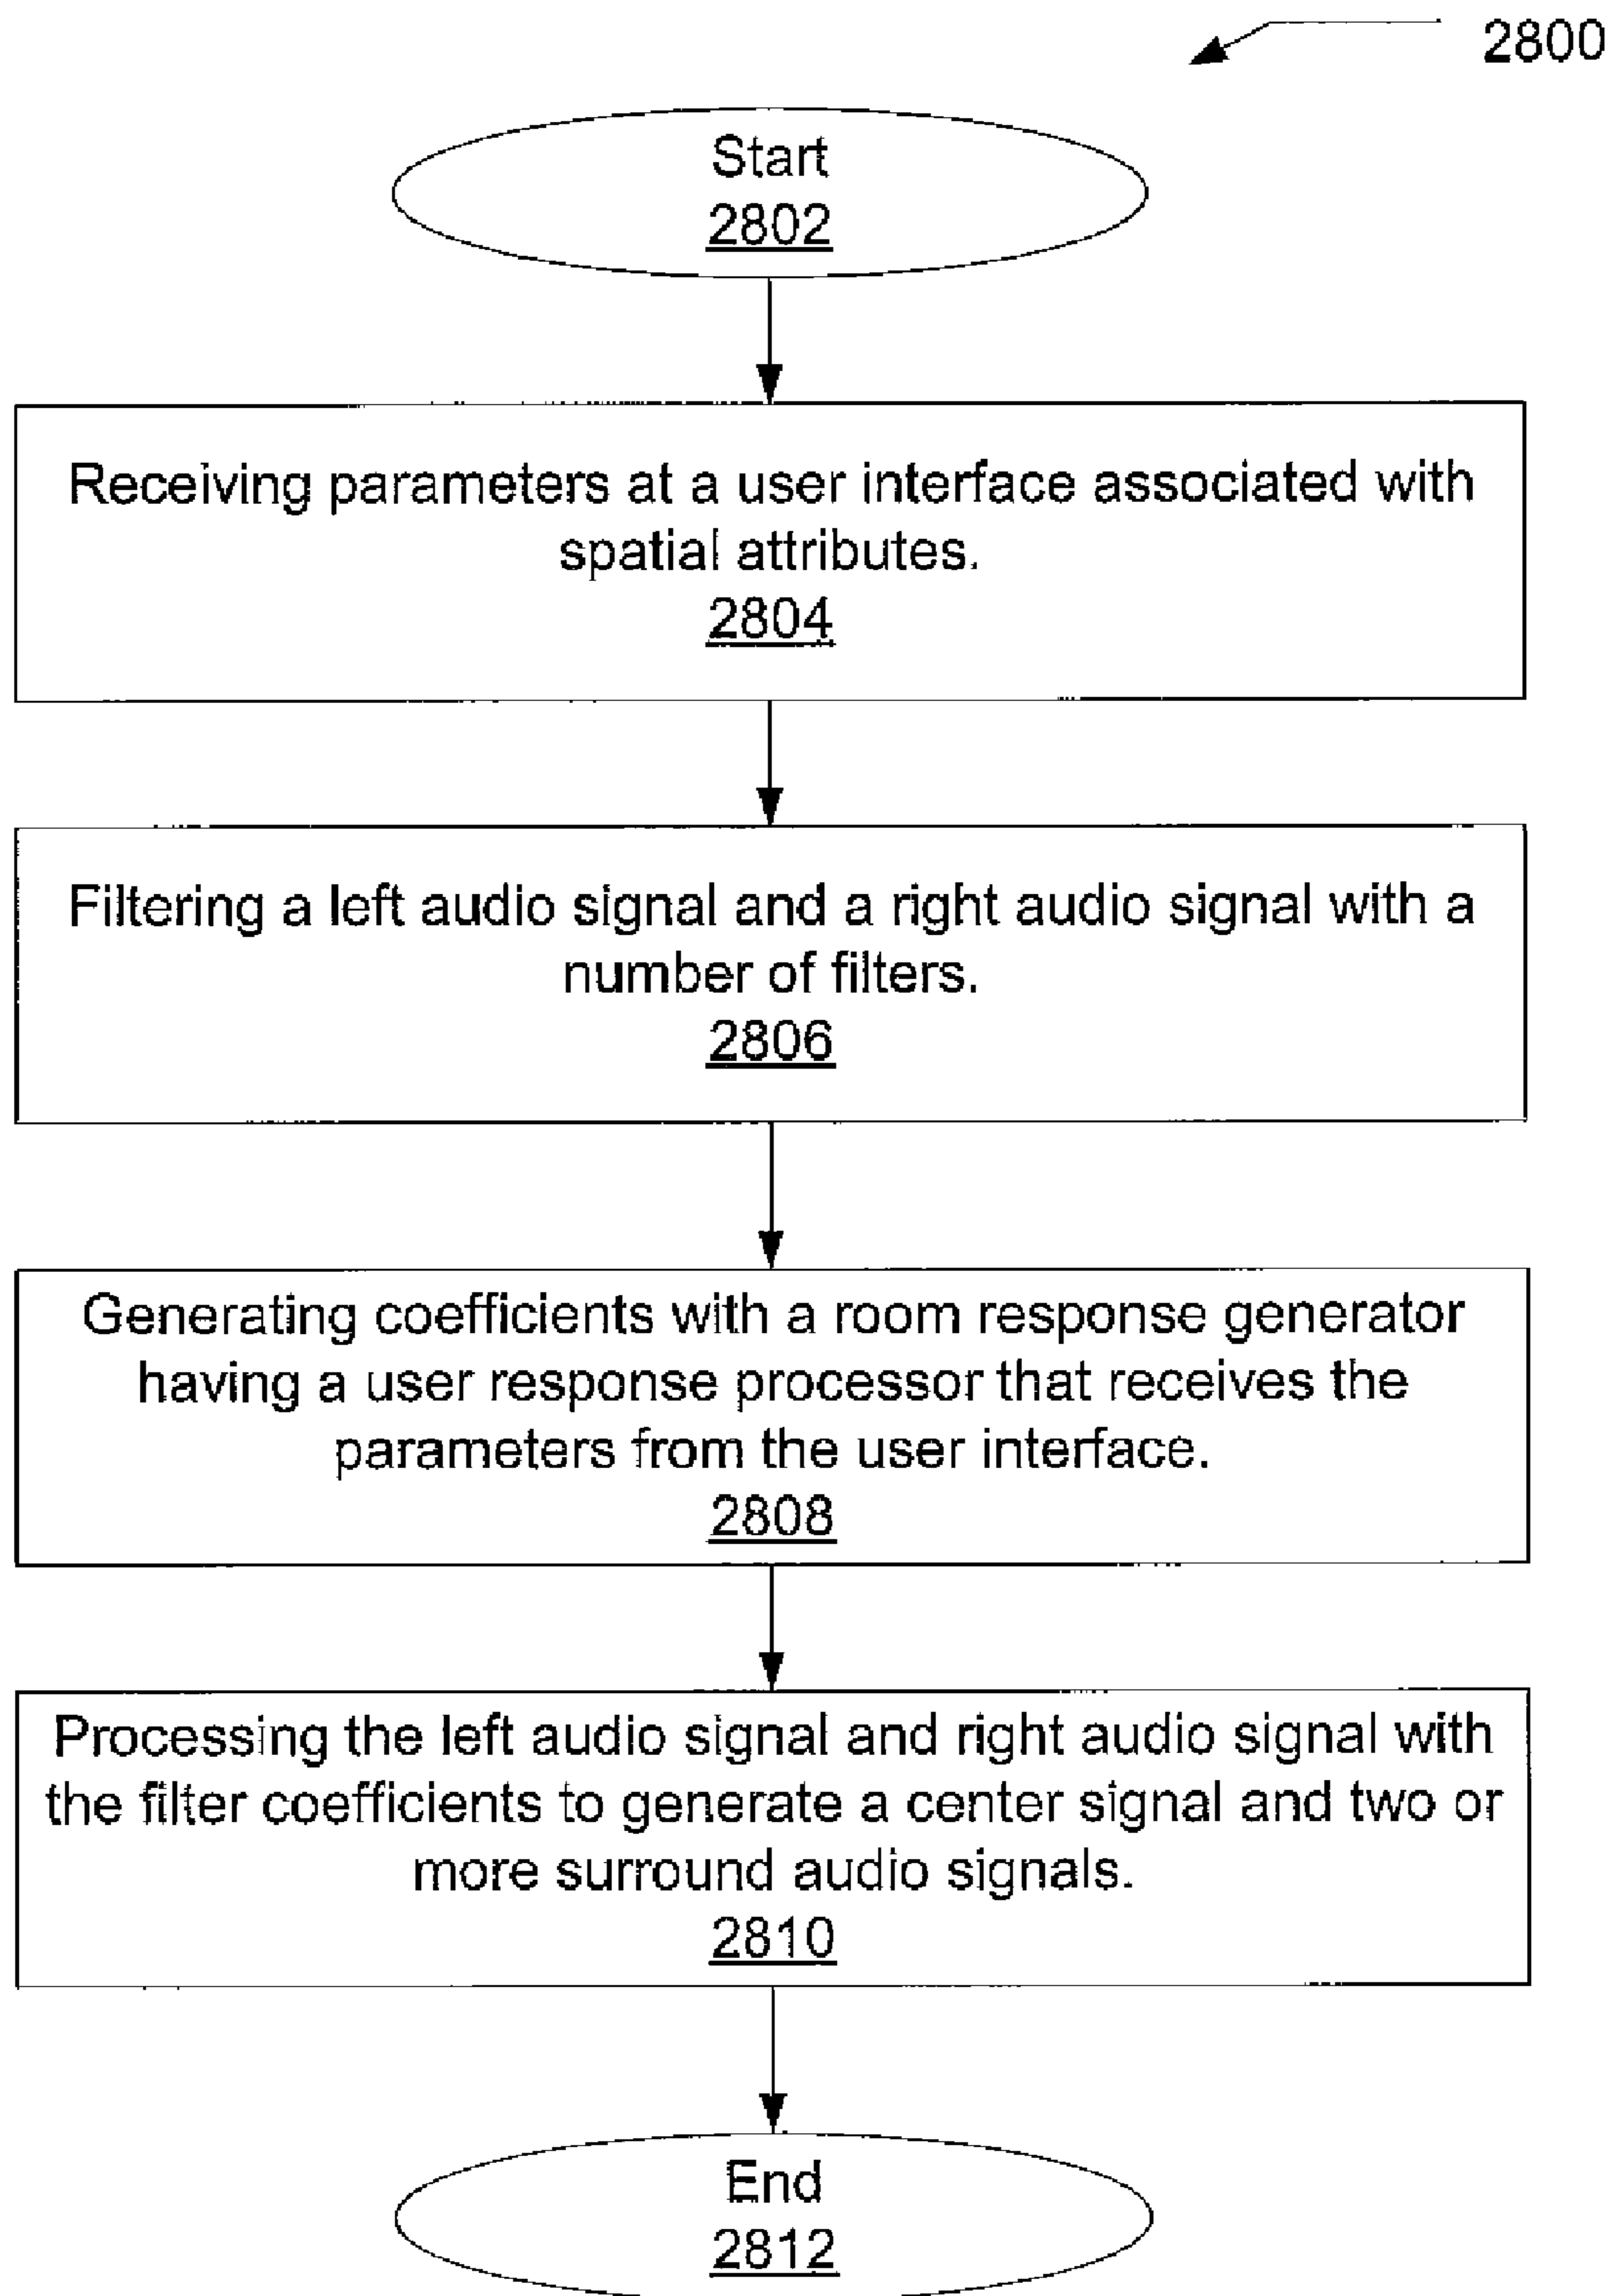 2800
Start
2802
Receiving parameters at a user interface associated with
spatial attributes.
2804
Filtering a left audio signal and a right audio signal with a
number of filters.
2806
Generating coefficients with a room response generator
having a user response processor that receives the
parameters from the user interface.
2808
Processing the left audio signal and right audio signal with
the filter coefficients to generate a center signal and two or
more surround audio signals.
2810
End
2812